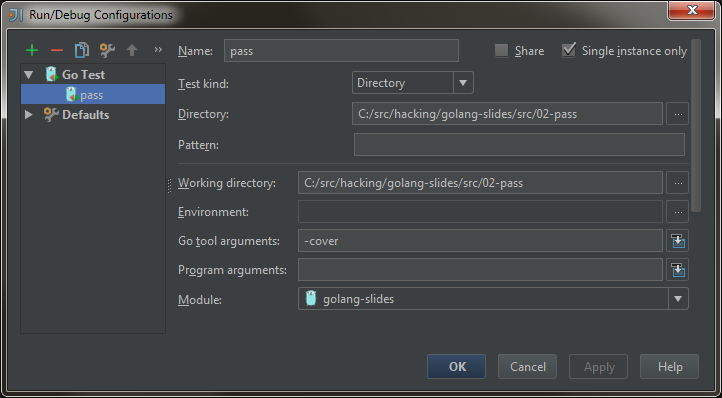 Run/Debug Configurations
Name: pass Share Single instance only
Go Test
pass
Defaults
Test kind: Directory
Directory: C:/src/hacking/golang-slides/src/02-pass ...
Pattern:
Working directory: C:/src/hacking/golang-slides/src/02-pass ...
Environment: ...
Go tool arguments: -cover
Program arguments:
Module: golang-slides
OK Cancel Apply Help